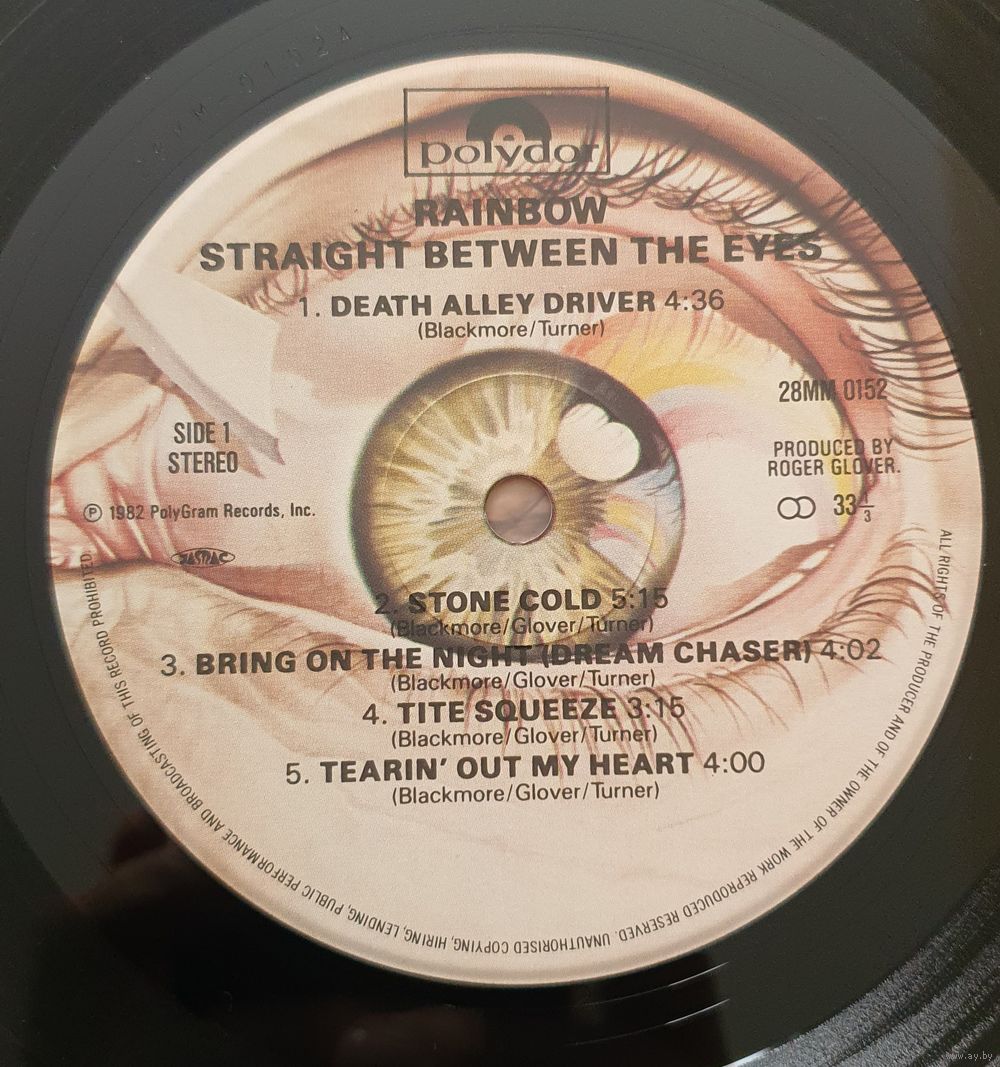 polydor
RAINBOW
STRAIGHT BETWEEN THE EYES
1. DEATH ALLEY DRIVER 4:36
(Blackmore/Turner)
28MM 0152
SIDE 1
STEREO
PRODUCED BY
ROGER GLOVER.
33⅓
℗ 1982 PolyGram Records, Inc.
JASRAC
2. STONE COLD 5:15
(Blackmore/Glover/Turner)
3. BRING ON THE NIGHT (DREAM CHASER) 4:02
(Blackmore/Glover/Turner)
4. TITE SQUEEZE 3:15
(Blackmore/Glover/Turner)
5. TEARIN' OUT MY HEART 4:00
(Blackmore/Glover/Turner)
ALL RIGHTS OF THE PRODUCER AND OF THE OWNER OF THE WORK REPRODUCED RESERVED. UNAUTHORISED COPYING, HIRING, LENDING, PUBLIC PERFORMANCE AND BROADCASTING OF THIS RECORD PROHIBITED.
www.ay.by